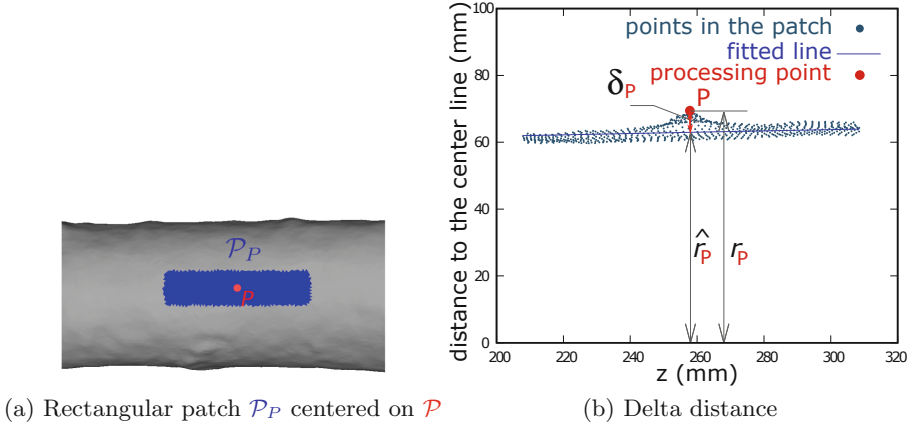 𝒫_P
P
(a) Rectangular patch 𝒫_P centered on 𝒫
distance to the center line (mm)
100
80
60
40
20
0
points in the patch
fitted line
processing point
δ_P
P
r̂_P
r_P
200 220 240 260 280 300 320
z (mm)
(b) Delta distance